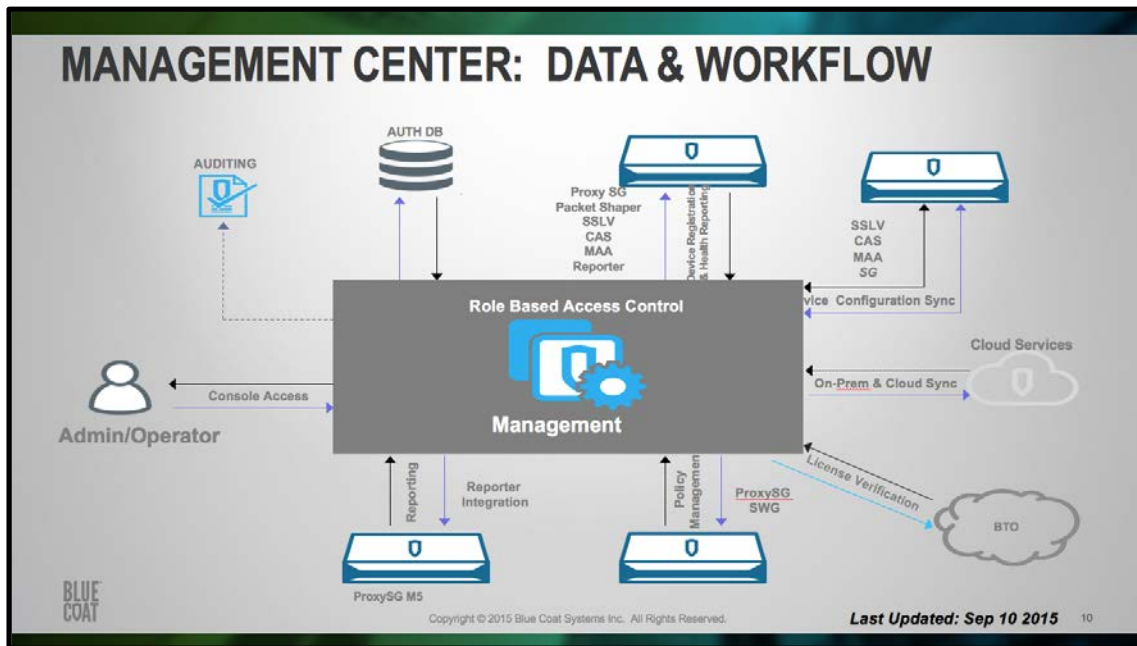 MANAGEMENT CENTER: DATA & WORKFLOW
AUTH DB
AUDITING
Proxy SG
Packet Shaper
SSLV
CAS
MAA
Reporter
Device Registration
& Health Reporting
SSLV
CAS
MAA
SG
vice Configuration Sync
Role Based Access Control
Management
Cloud Services
On-Prem & Cloud Sync
Console Access
Admin/Operator
License Verification
BTO
Reporting
Reporter
Integration
Policy
Management
ProxySG
SWG
ProxySG M5
BLUE
COAT
Copyright © 2015 Blue Coat Systems Inc. All Rights Reserved.
Last Updated: Sep 10 2015
10